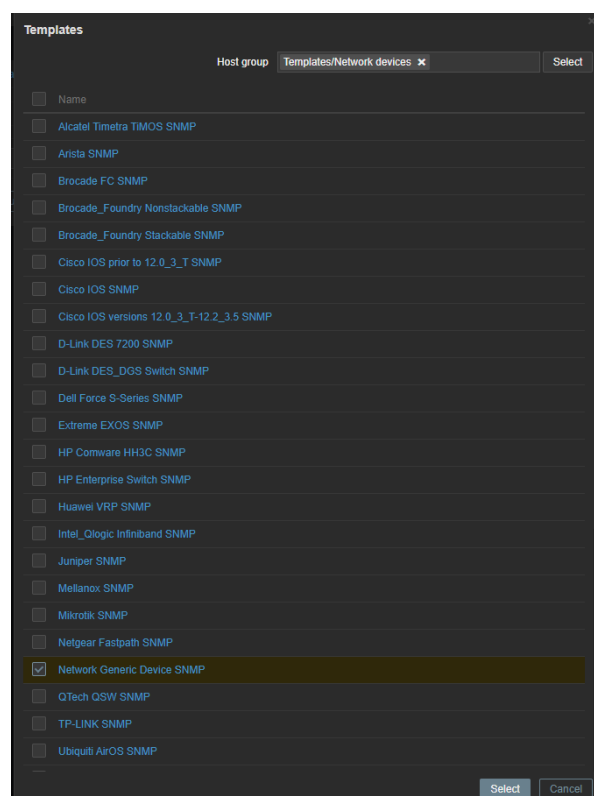 Templates
Host group Templates/Network devices Select
Name
Alcatel Timetra TiMOS SNMP
Arista SNMP
Brocade FC SNMP
Brocade_Foundry Nonstackable SNMP
Brocade_Foundry Stackable SNMP
Cisco IOS prior to 12.0_3_T SNMP
Cisco IOS SNMP
Cisco IOS versions 12.0_3_T-12.2_3.5 SNMP
D-Link DES 7200 SNMP
D-Link DES_DGS Switch SNMP
Dell Force S-Series SNMP
Extreme EXOS SNMP
HP Comware HH3C SNMP
HP Enterprise Switch SNMP
Huawei VRP SNMP
Intel_Qlogic Infiniband SNMP
Juniper SNMP
Mellanox SNMP
Mikrotik SNMP
Netgear Fastpath SNMP
Network Generic Device SNMP
QTech QSW SNMP
TP-LINK SNMP
Ubiquiti AirOS SNMP
Select Cancel